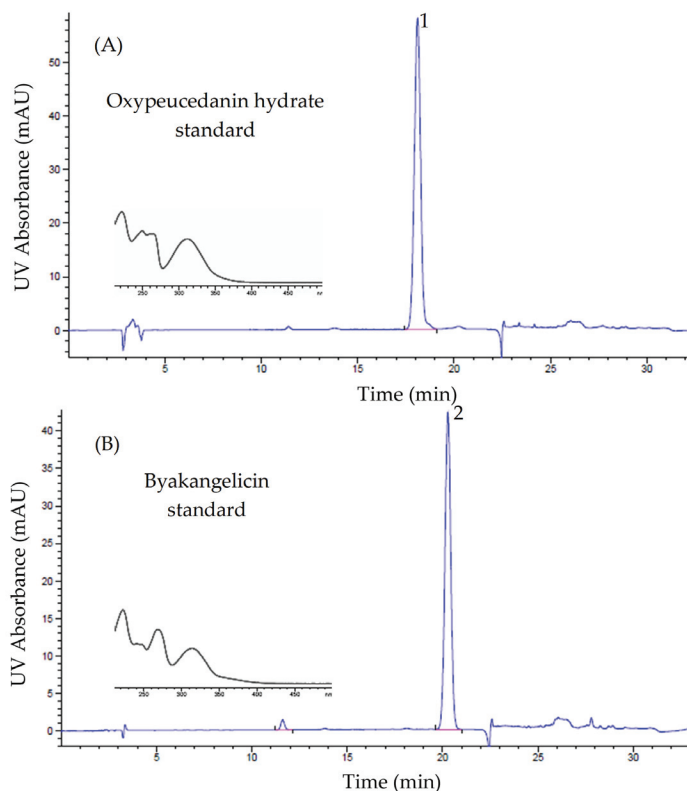 (A)
1
Oxypeucedanin hydrate
standard
UV Absorbance (mAU)
50
40
30
20
10
0
250 300 350 400 450
5 10 15 20 25 30
Time (min)
(B)
2
Byakangelicin
standard
UV Absorbance (mAU)
40
35
30
25
20
15
10
5
0
250 300 350 400 450
5 10 15 20 25 30
Time (min)